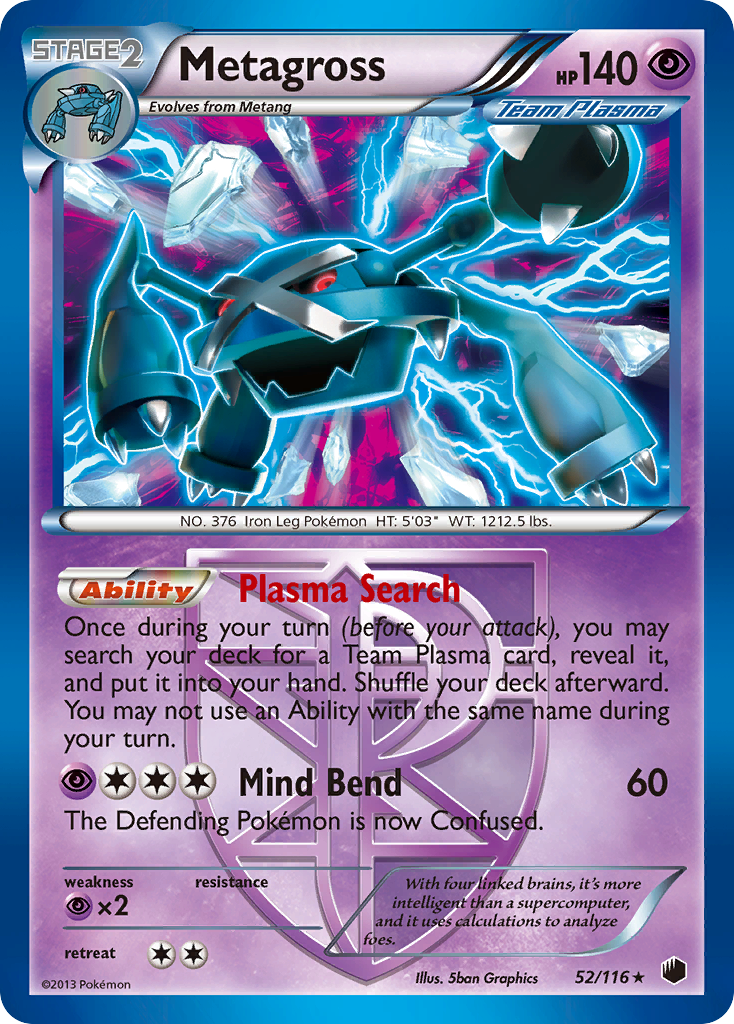 STAGE2
Metagross
HP140
Evolves from Metang
Team Plasma
NO. 376 Iron Leg Pokémon HT: 5'03" WT: 1212.5 lbs.
Ability Plasma Search
Once during your turn (before your attack), you may
search your deck for a Team Plasma card, reveal it,
and put it into your hand. Shuffle your deck afterward.
You may not use an Ability with the same name during
your turn.
Mind Bend 60
The Defending Pokémon is now Confused.
weakness resistance
×2
With four linked brains, it's more
intelligent than a supercomputer,
and it uses calculations to analyze
foes.
retreat
©2013 Pokémon
Illus. 5ban Graphics
52/116★